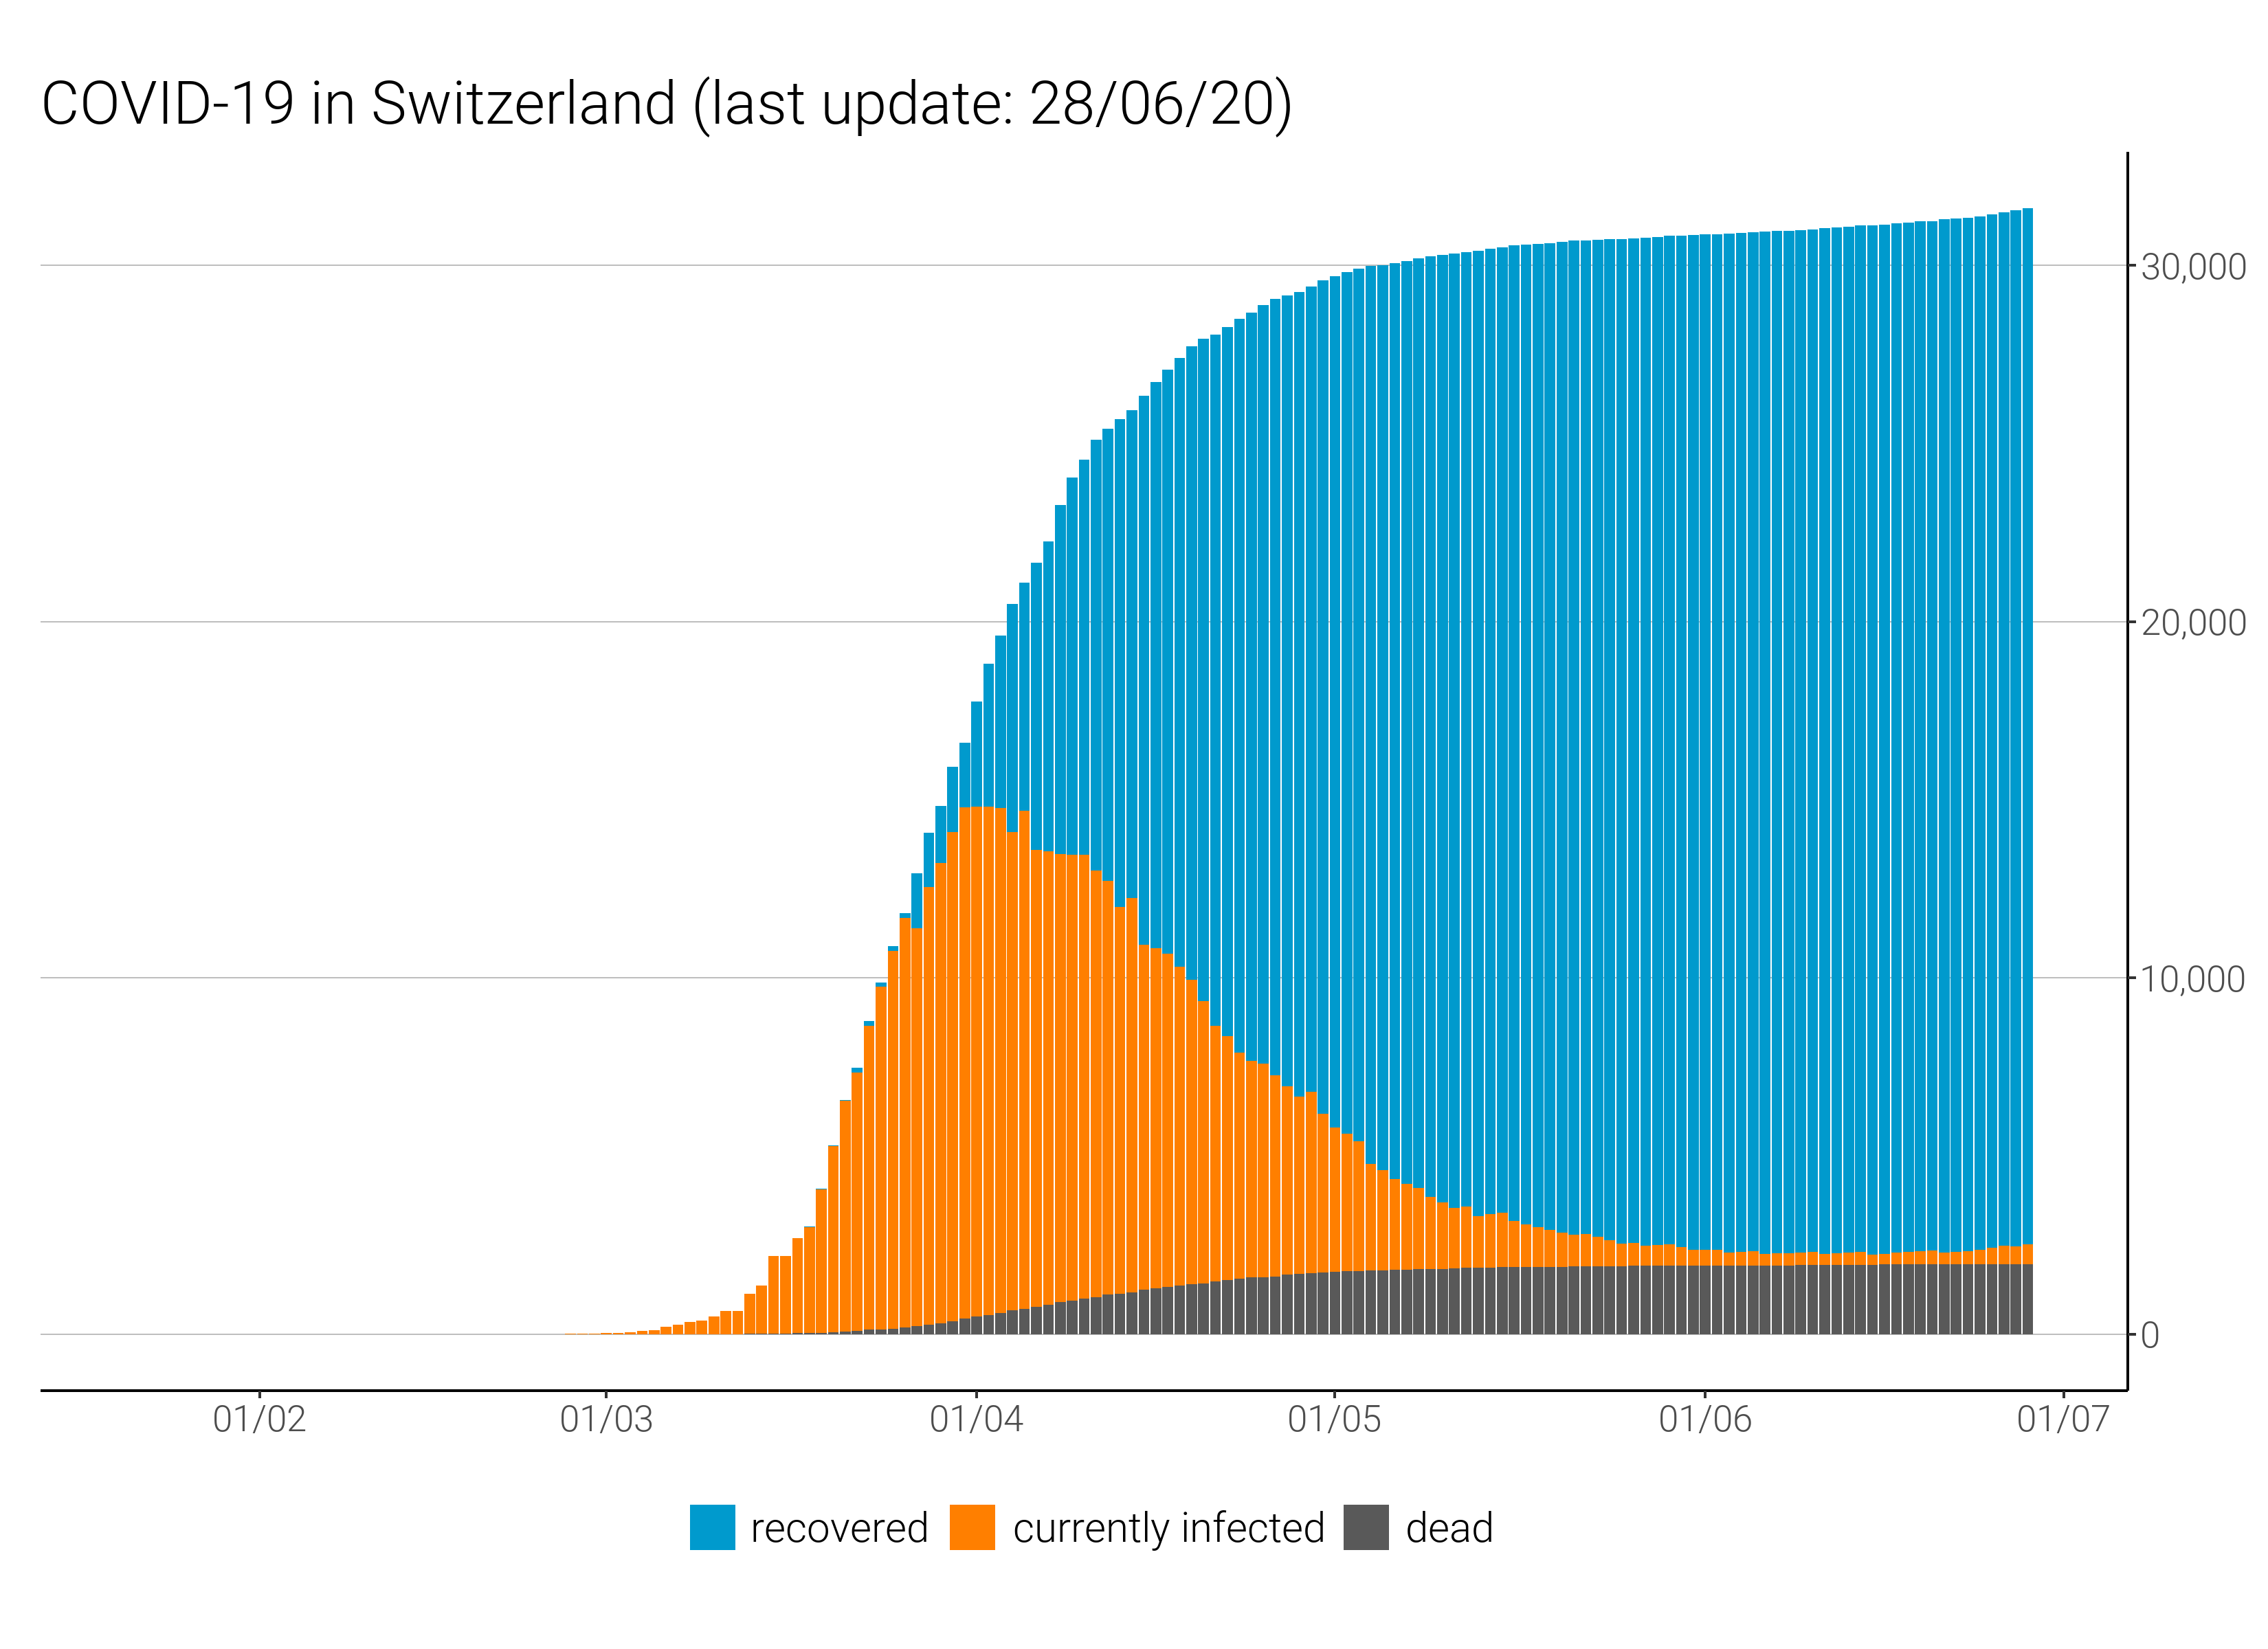 COVID-19 in Switzerland (last update: 28/06/20)
30,000
20,000
10,000
0
01/02 01/03 01/04 01/05 01/06 01/07
recovered currently infected dead